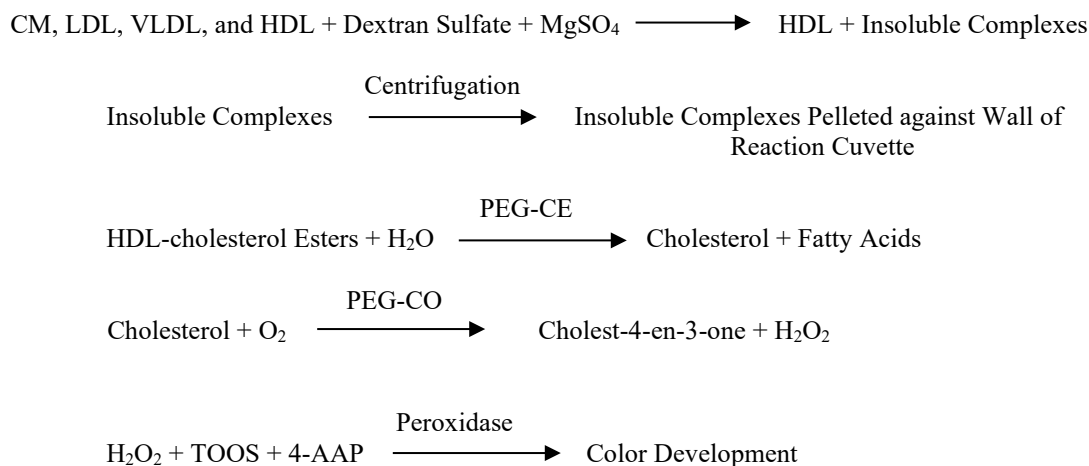 CM, LDL, VLDL, and HDL + Dextran Sulfate + MgSO₄ HDL + Insoluble Complexes
Centrifugation
Insoluble Complexes Insoluble Complexes Pelleted against Wall of
Reaction Cuvette
PEG-CE
HDL-cholesterol Esters + H₂O Cholesterol + Fatty Acids
PEG-CO
Cholesterol + O₂ Cholest-4-en-3-one + H₂O₂
Peroxidase
H₂O₂ + TOOS + 4-AAP Color Development